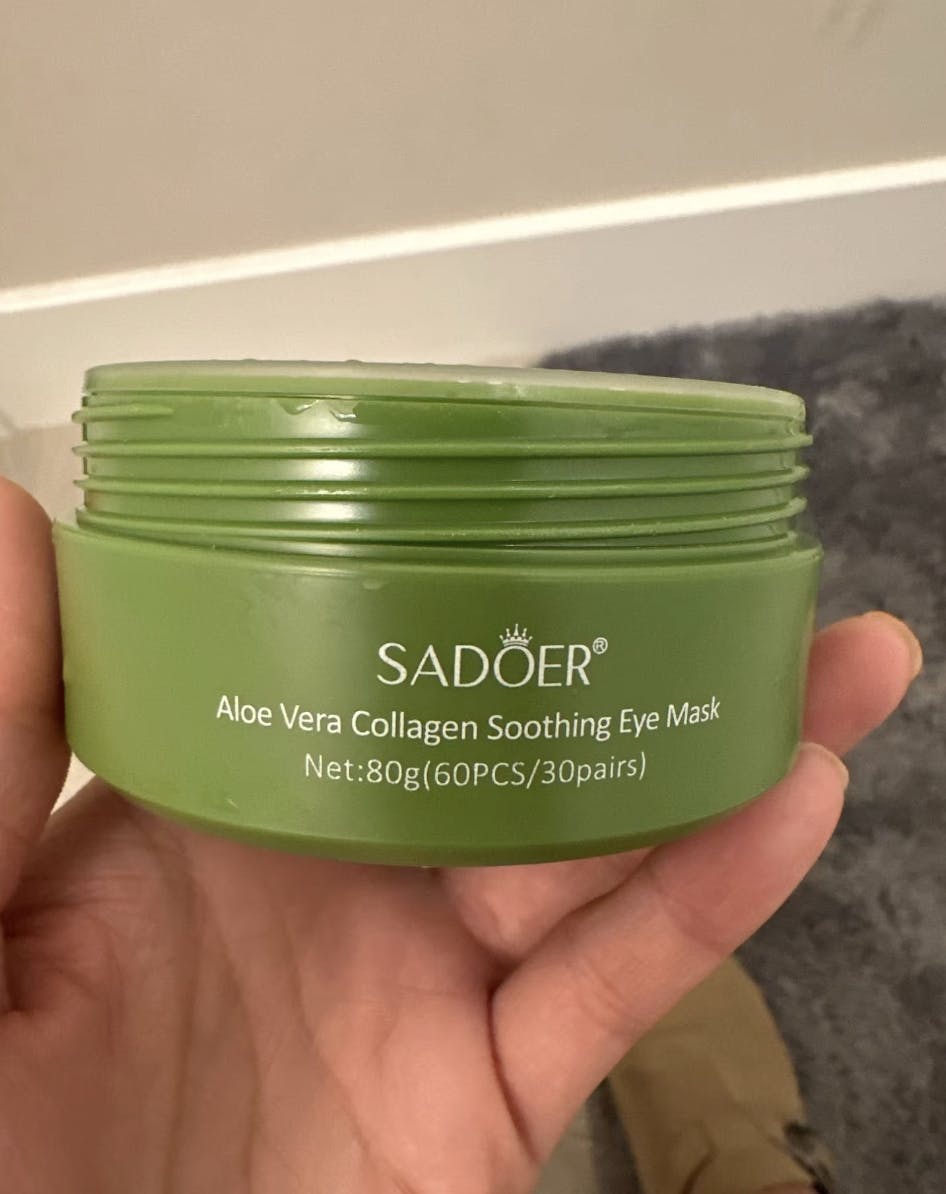 SADOER®
Aloe Vera Collagen Soothing Eye Mask
Net:80g(60PCS/30pairs)